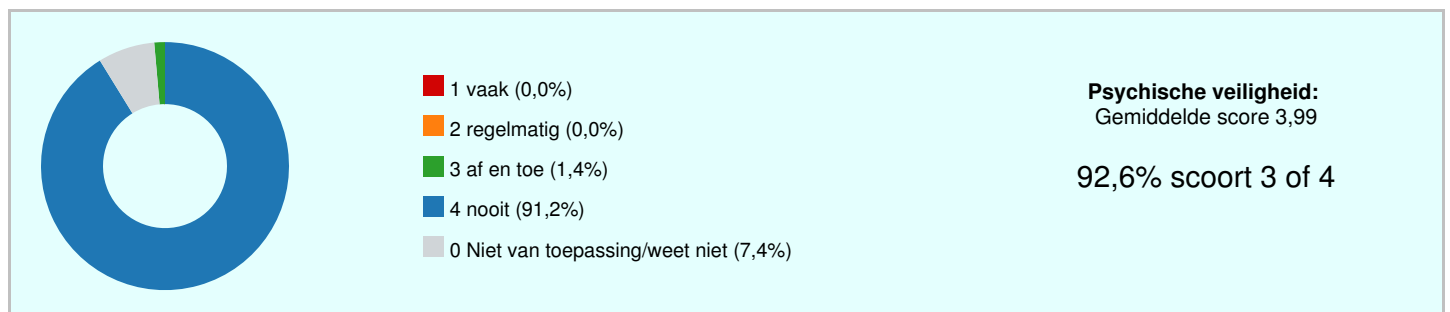 1 vaak (0,0%)
2 regelmatig (0,0%)
3 af en toe (1,4%)
4 nooit (91,2%)
0 Niet van toepassing/weet niet (7,4%)
Psychische veiligheid:
Gemiddelde score 3,99
92,6% scoort 3 of 4